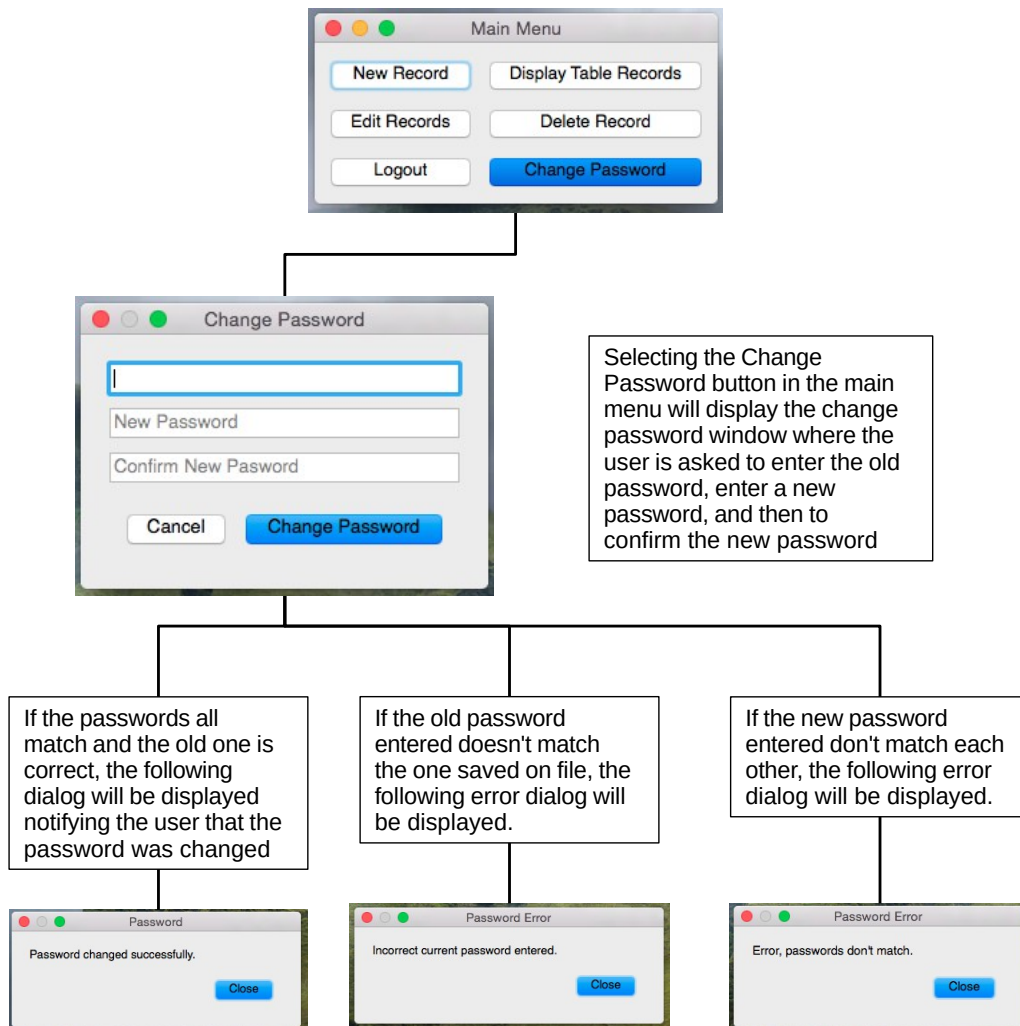 Main Menu
New Record
Display Table Records
Edit Records
Delete Record
Logout
Change Password
Change Password
New Password
Confirm New Pasword
Cancel
Change Password
Selecting the Change
Password button in the main
menu will display the change
password window where the
user is asked to enter the old
password, enter a new
password, and then to
confirm the new password
If the passwords all
match and the old one is
correct, the following
dialog will be displayed
notifying the user that the
password was changed
If the old password
entered doesn't match
the one saved on file, the
following error dialog will
be displayed.
If the new password
entered don't match each
other, the following error
dialog will be displayed.
Password
Password changed successfully.
Close
Password Error
Incorrect current password entered.
Close
Password Error
Error, passwords don't match.
Close